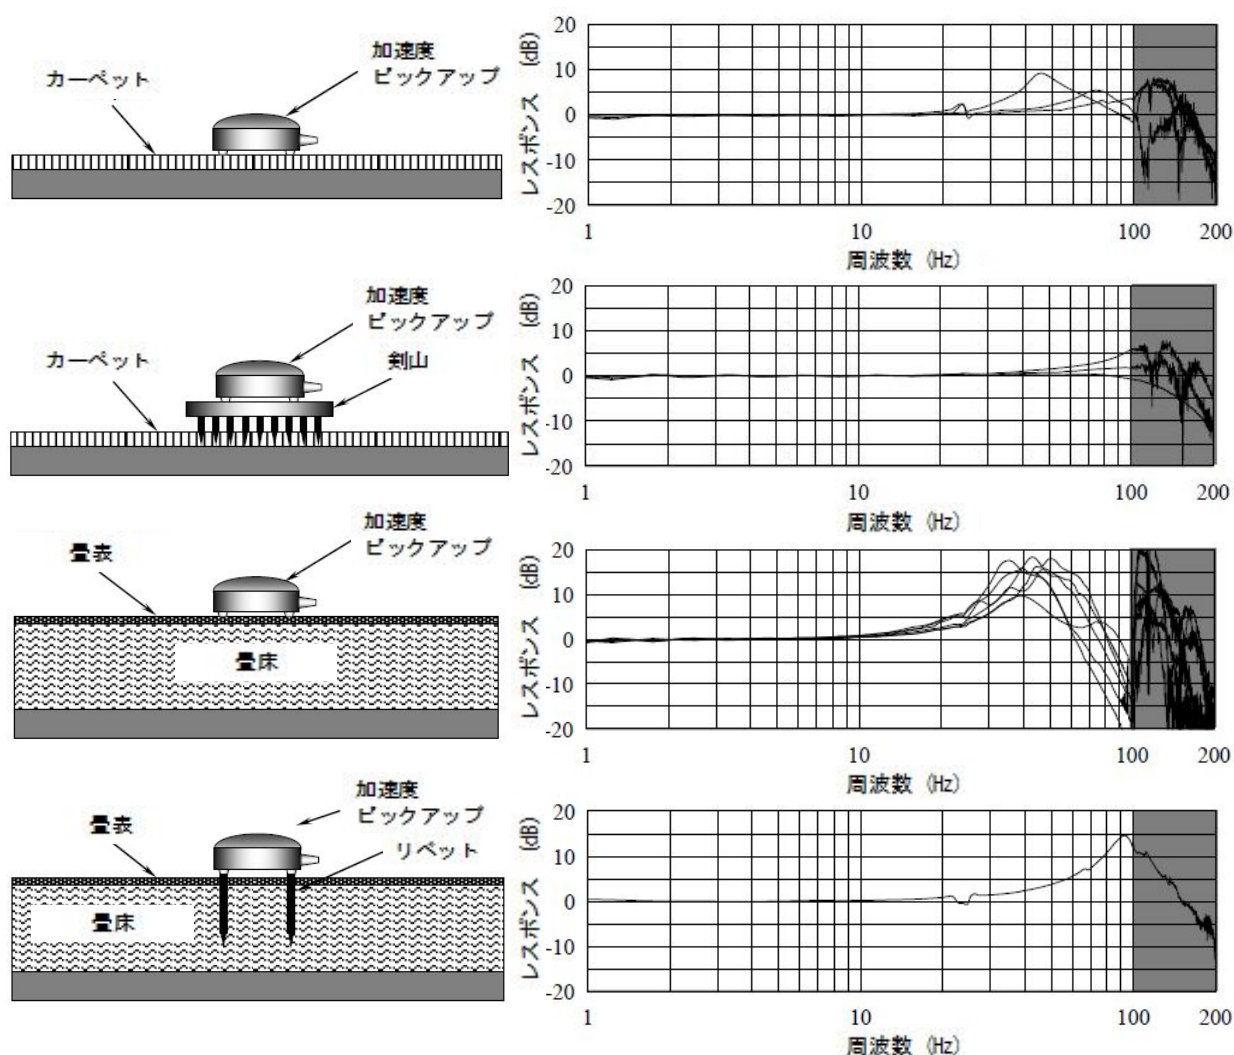 カーペット
加速度
ピックアップ
レスポンス (dB)
20
10
0
-10
-20
1
10
100
200
周波数 (Hz)
カーペット
加速度
ピックアップ
剣山
レスポンス (dB)
20
10
0
-10
-20
1
10
100
200
周波数 (Hz)
畳表
加速度
ピックアップ
畳床
レスポンス (dB)
20
10
0
-10
-20
1
10
100
200
周波数 (Hz)
畳表
加速度
ピックアップ
リベット
畳床
レスポンス (dB)
20
10
0
-10
-20
1
10
100
200
周波数 (Hz)